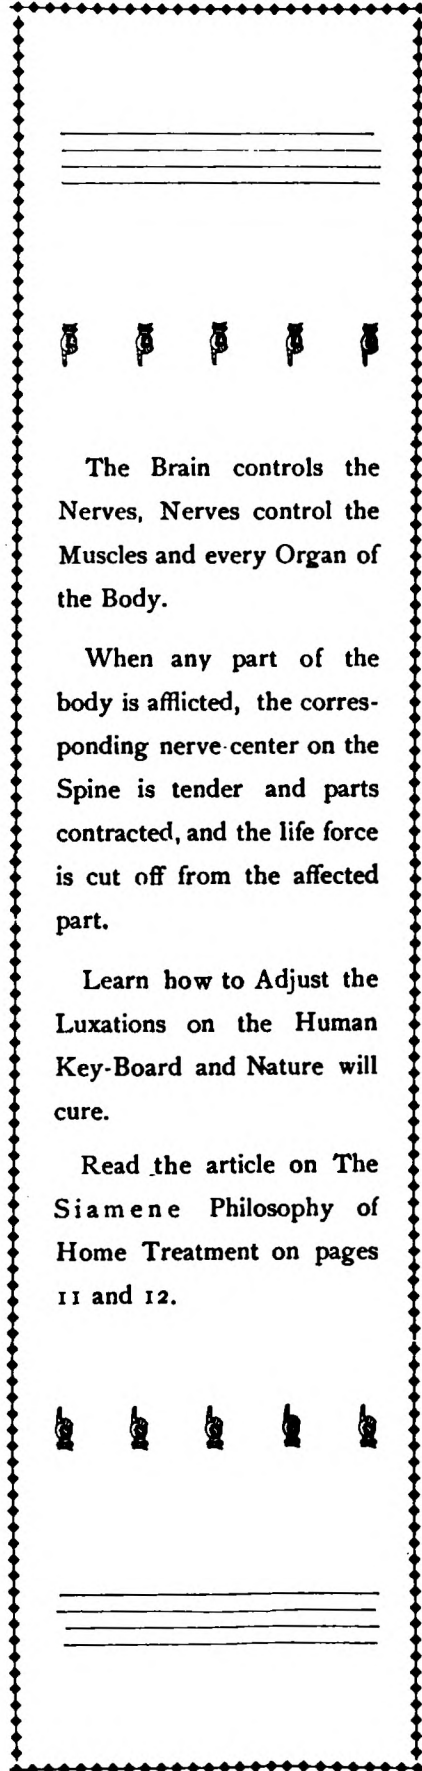 The Brain controls the
Nerves, Nerves control the
Muscles and every Organ of
the Body.
When any part of the
body is afflicted, the corres-
ponding nerve-center on the
Spine is tender and parts
contracted, and the life force
is cut off from the affected
part.
Learn how to Adjust the
Luxations on the Human
Key-Board and Nature will
cure.
Read the article on The
Siamene Philosophy of
Home Treatment on pages
11 and 12.